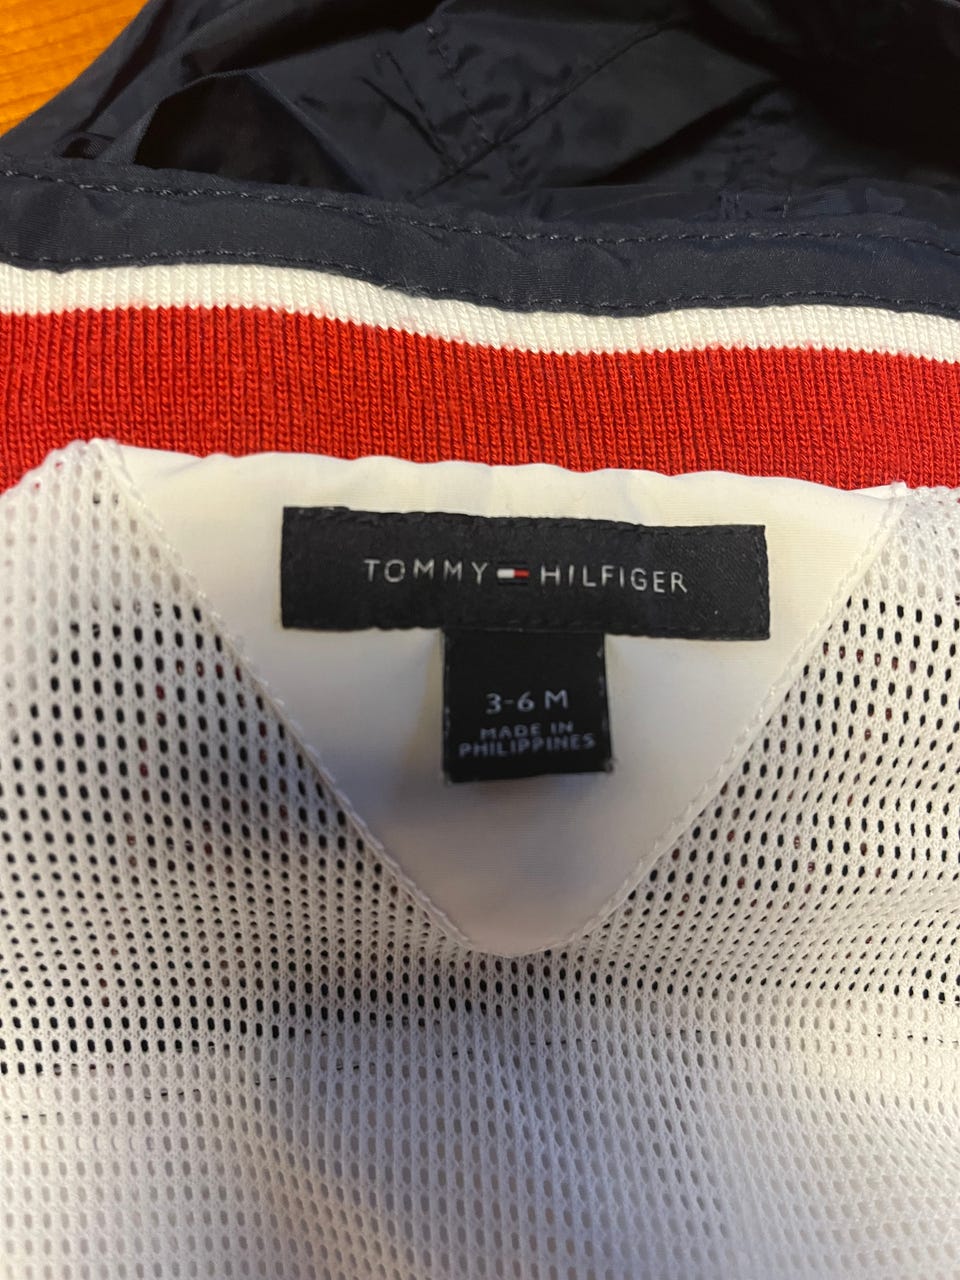 TOMMY HILFIGER
3-6 M
MADE IN
PHILIPPINES